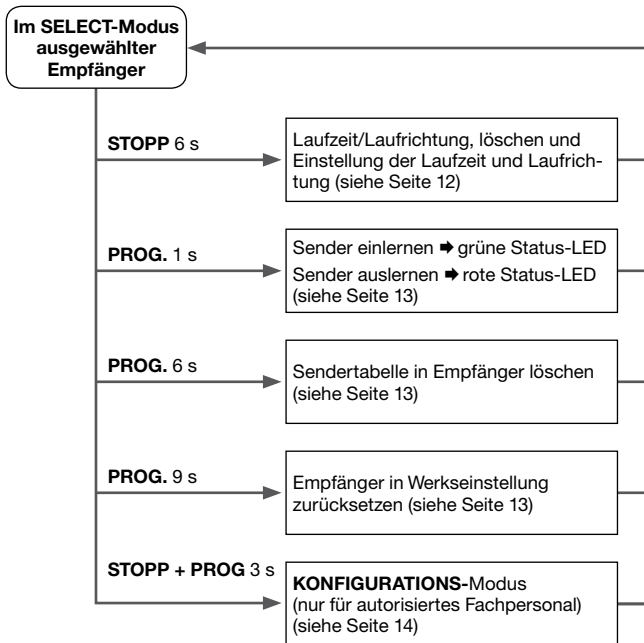 Im SELECT-Modus
ausgewählter
Empfänger
STOPP 6 s
Laufzeit/Laufrichtung, löschen und
Einstellung der Laufzeit und Laufrich-
tung (siehe Seite 12)
PROG. 1 s
Sender einlernen ➡ grüne Status-LED
Sender auslernen ➡ rote Status-LED
(siehe Seite 13)
PROG. 6 s
Sendertabelle in Empfänger löschen
(siehe Seite 13)
PROG. 9 s
Empfänger in Werkseinstellung
zurücksetzen (siehe Seite 13)
STOPP + PROG 3 s
KONFIGURATIONS-Modus
(nur für autorisiertes Fachpersonal)
(siehe Seite 14)